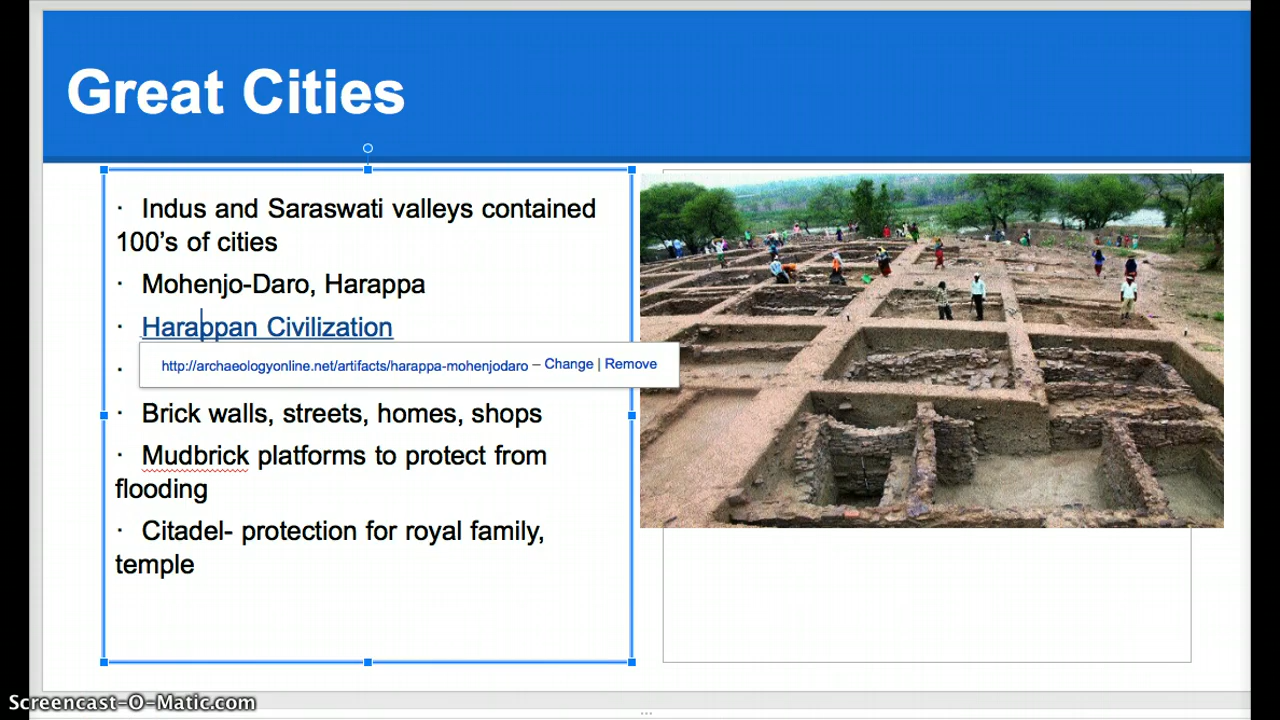 Great Cities
· Indus and Saraswati valleys contained
100’s of cities
· Mohenjo-Daro, Harappa
· Harappan Civilization
http://archaeologyonline.net/artifacts/harappa-mohenjodaro – Change | Remove
·
· Brick walls, streets, homes, shops
· Mudbrick platforms to protect from
flooding
· Citadel- protection for royal family,
temple
Screencast-O-Matic.com